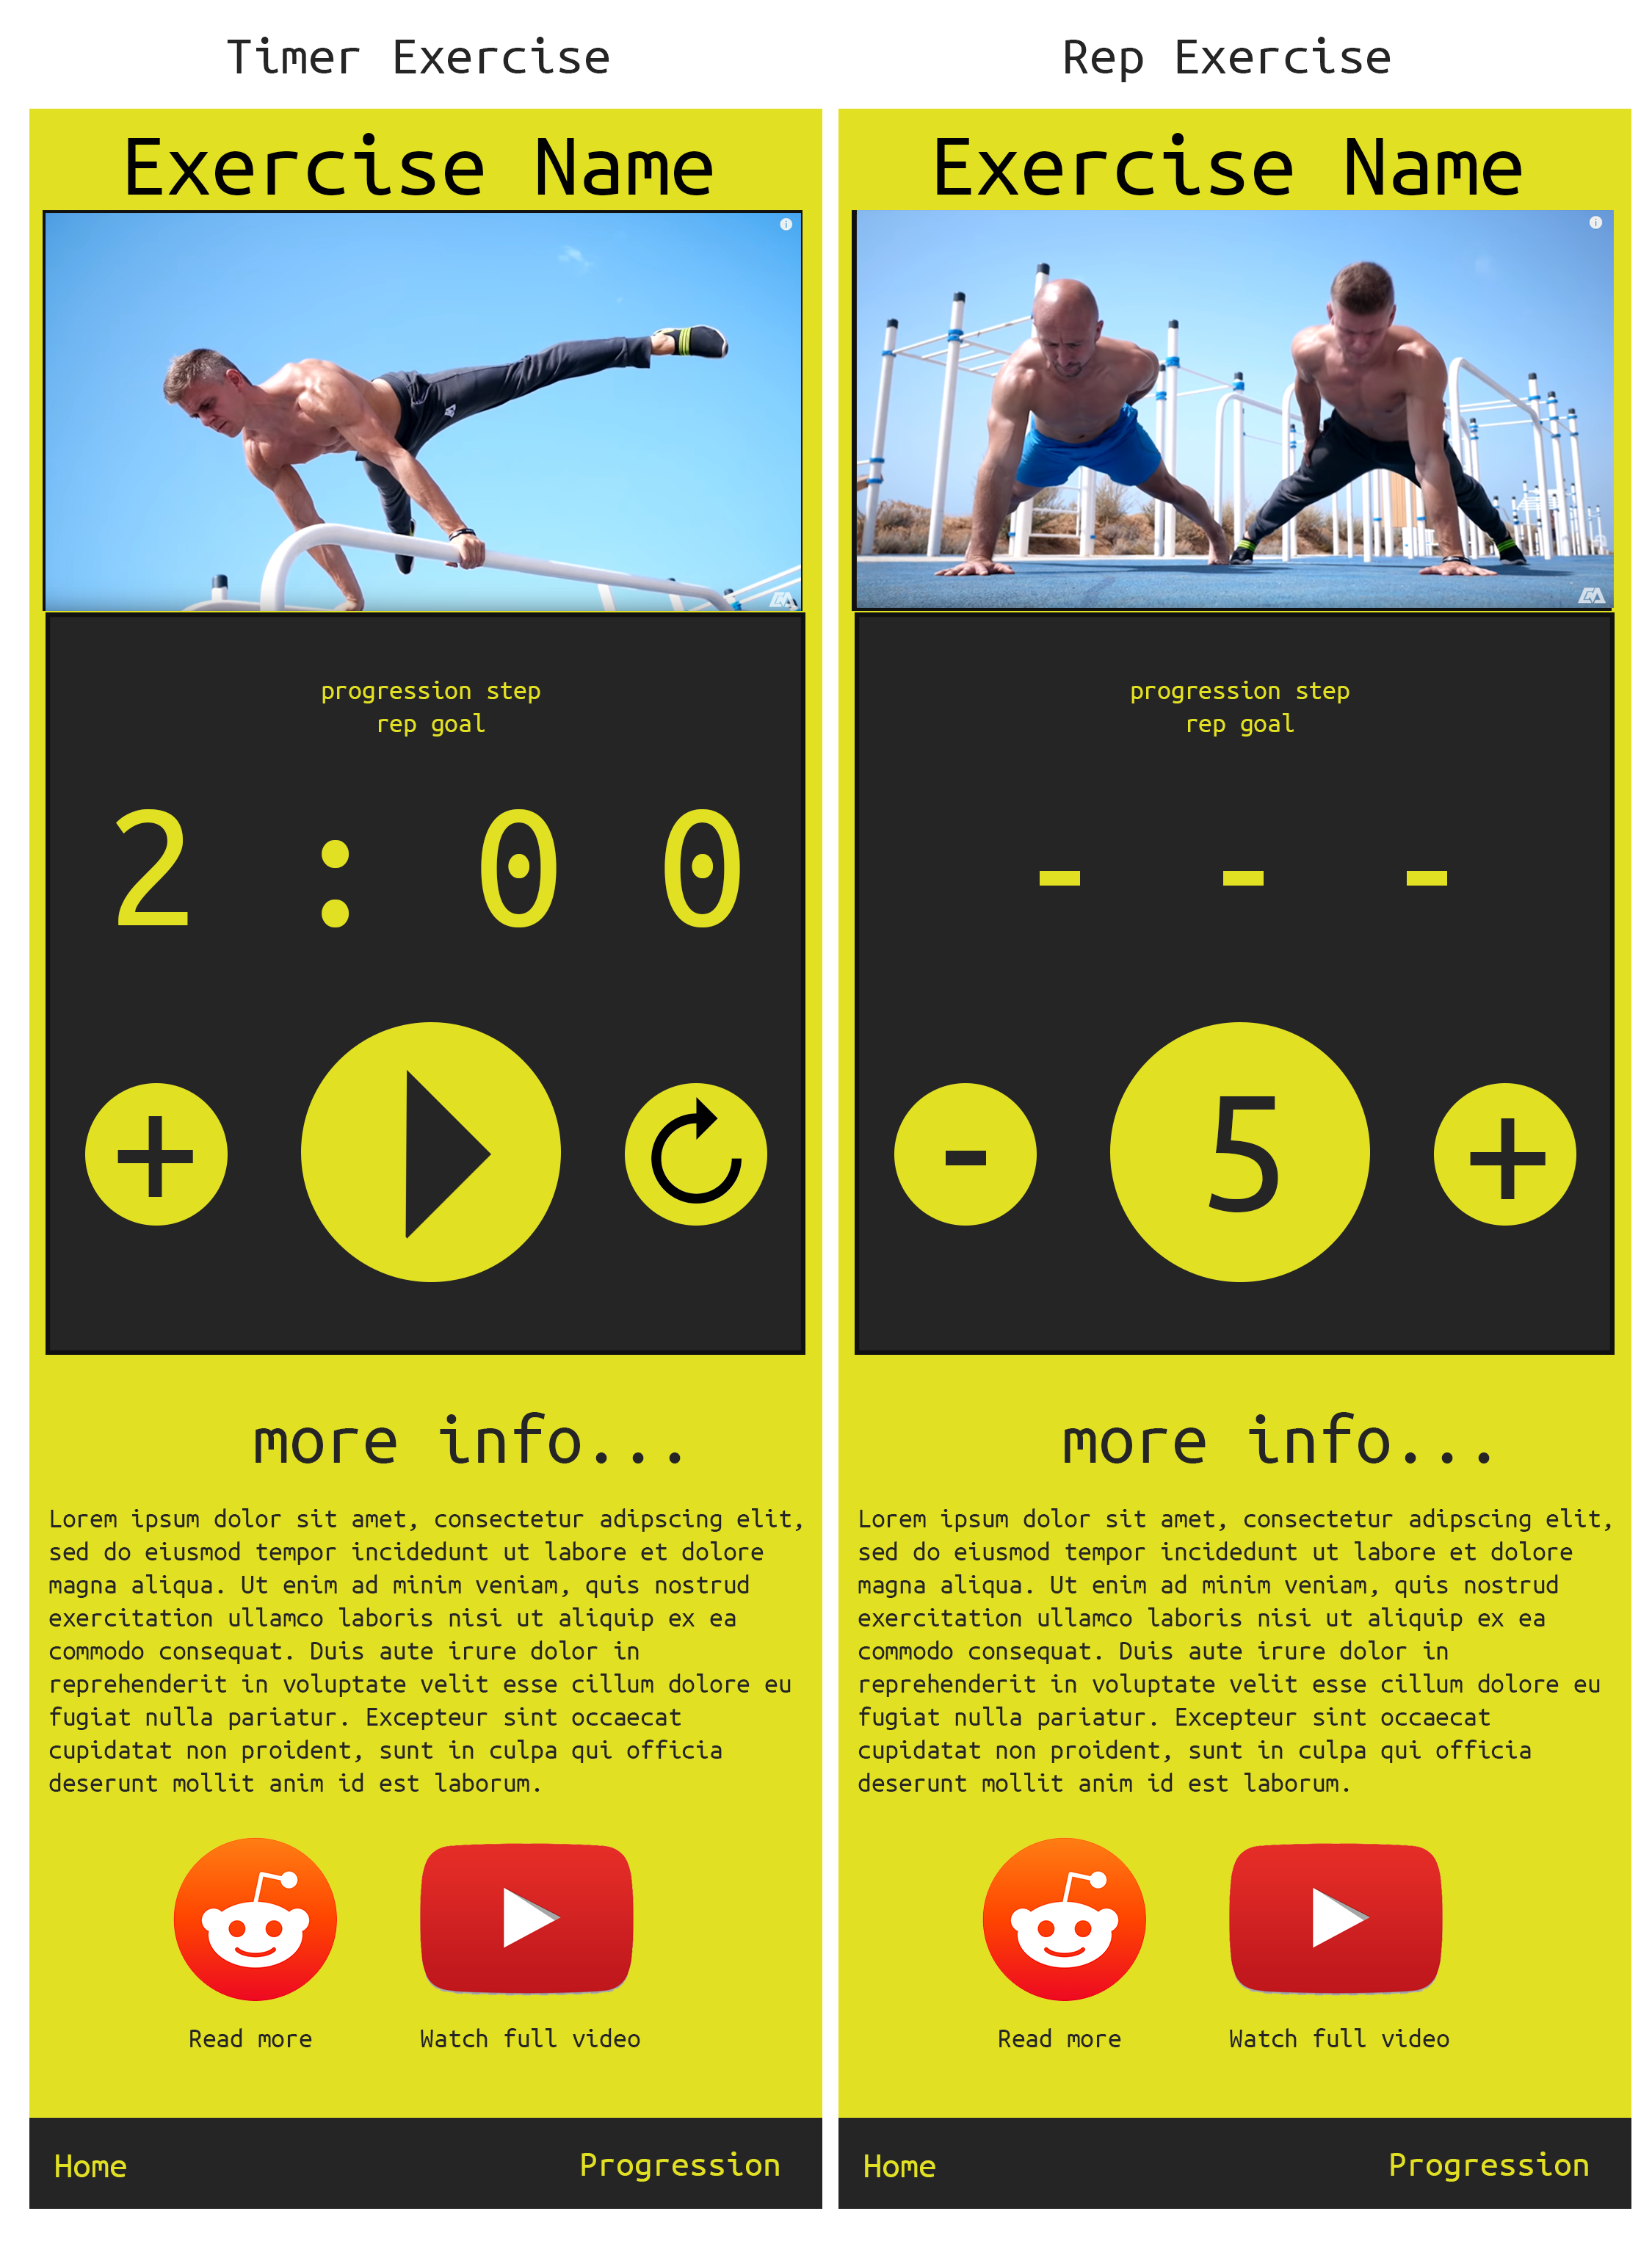 Timer Exercise
Exercise Name
progression step
rep goal
2 : 0 0
+
more info...
Lorem ipsum dolor sit amet, consectetur adipscing elit,
sed do eiusmod tempor incidedunt ut labore et dolore
magna aliqua. Ut enim ad minim veniam, quis nostrud
exercitation ullamco laboris nisi ut aliquip ex ea
commodo consequat. Duis aute irure dolor in
reprehenderit in voluptate velit esse cillum dolore eu
fugiat nulla pariatur. Excepteur sint occaecat
cupidatat non proident, sunt in culpa qui officia
deserunt mollit anim id est laborum.
Read more
Watch full video
Home
Progression
Rep Exercise
Exercise Name
progression step
rep goal
- - -
- 5 +
more info...
Lorem ipsum dolor sit amet, consectetur adipscing elit,
sed do eiusmod tempor incidedunt ut labore et dolore
magna aliqua. Ut enim ad minim veniam, quis nostrud
exercitation ullamco laboris nisi ut aliquip ex ea
commodo consequat. Duis aute irure dolor in
reprehenderit in voluptate velit esse cillum dolore eu
fugiat nulla pariatur. Excepteur sint occaecat
cupidatat non proident, sunt in culpa qui officia
deserunt mollit anim id est laborum.
Read more
Watch full video
Home
Progression